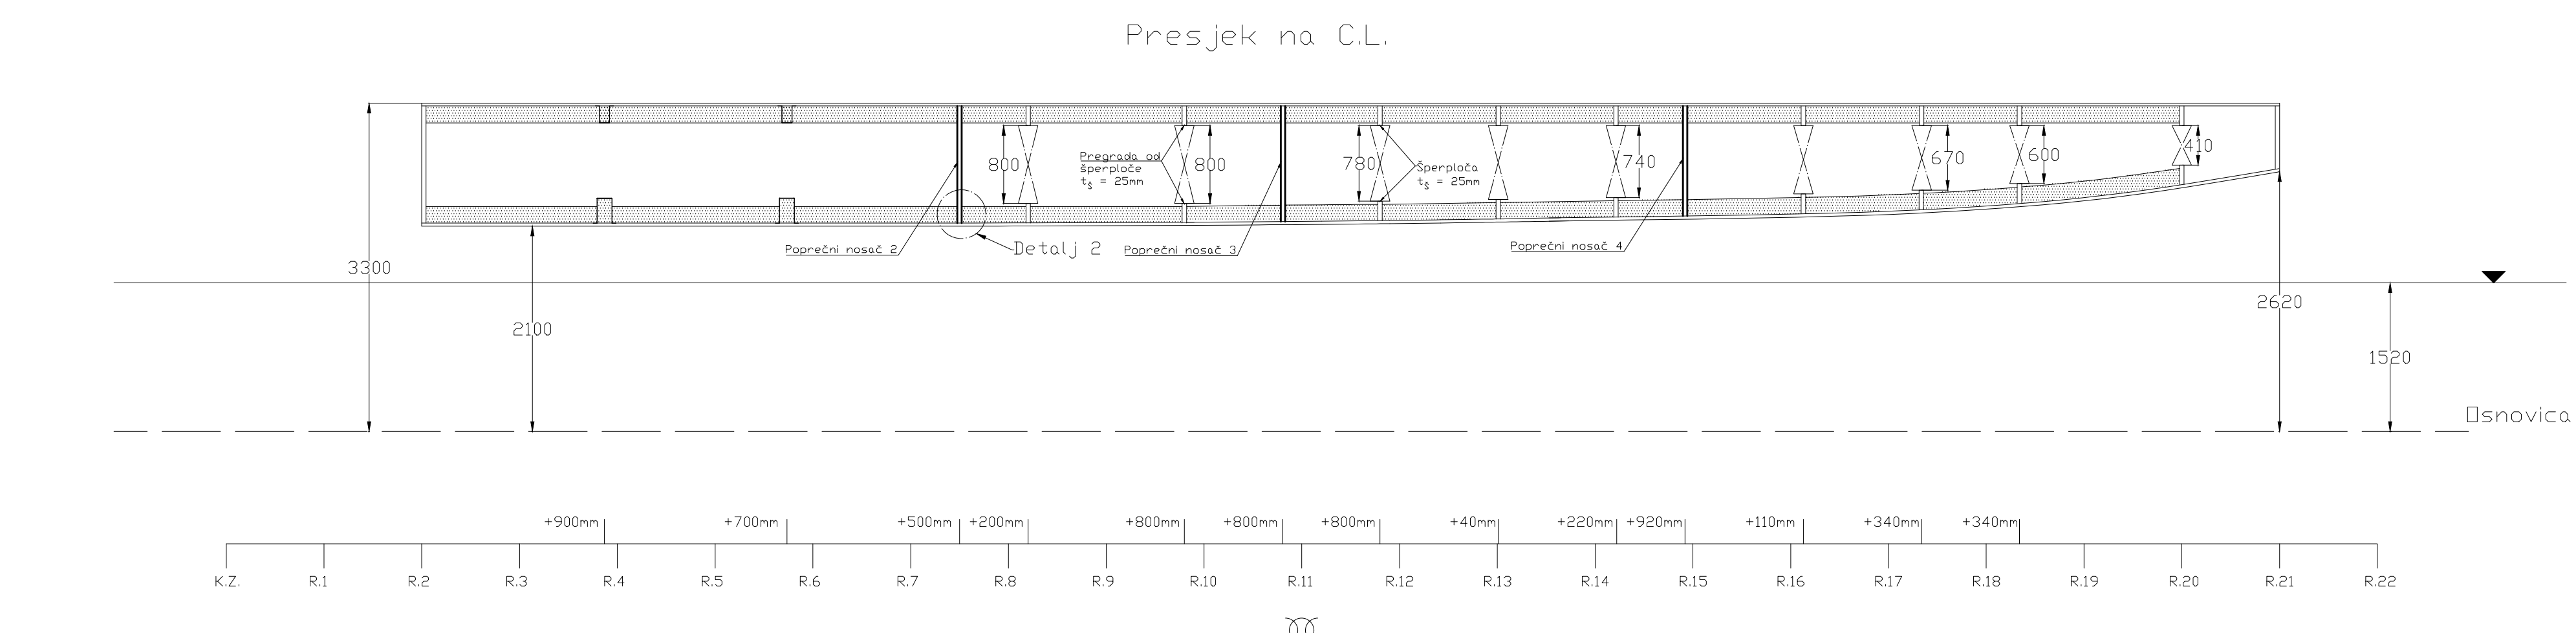 Presjek na C.L.
800
Pregrada od
šperploče
tš = 25mm
800
780
Šperploča
tš = 25mm
740
670
600
410
Poprečni nosač 2
Detalj 2
Poprečni nosač 3
Poprečni nosač 4
3300
2100
2620
1520
Osnovica
+900mm +700mm +500mm +200mm +800mm +800mm +800mm +40mm +220mm +920mm +110mm +340mm +340mm
K.Z. R.1 R.2 R.3 R.4 R.5 R.6 R.7 R.8 R.9 R.10 R.11 R.12 R.13 R.14 R.15 R.16 R.17 R.18 R.19 R.20 R.21 R.22